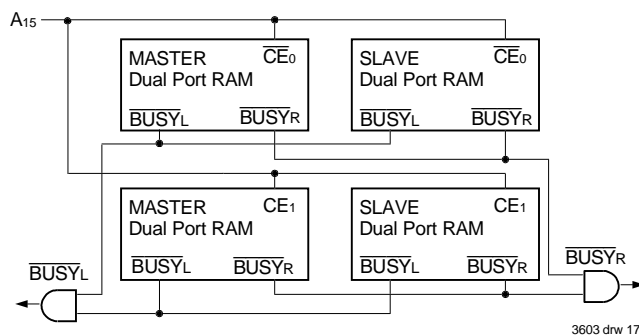 A15
MASTER CE0
Dual Port RAM
BUSYL BUSYR
SLAVE CE0
Dual Port RAM
BUSYL BUSYR
MASTER CE1
Dual Port RAM
BUSYL BUSYR
SLAVE CE1
Dual Port RAM
BUSYL BUSYR
BUSYL
BUSYR
3603 drw 17